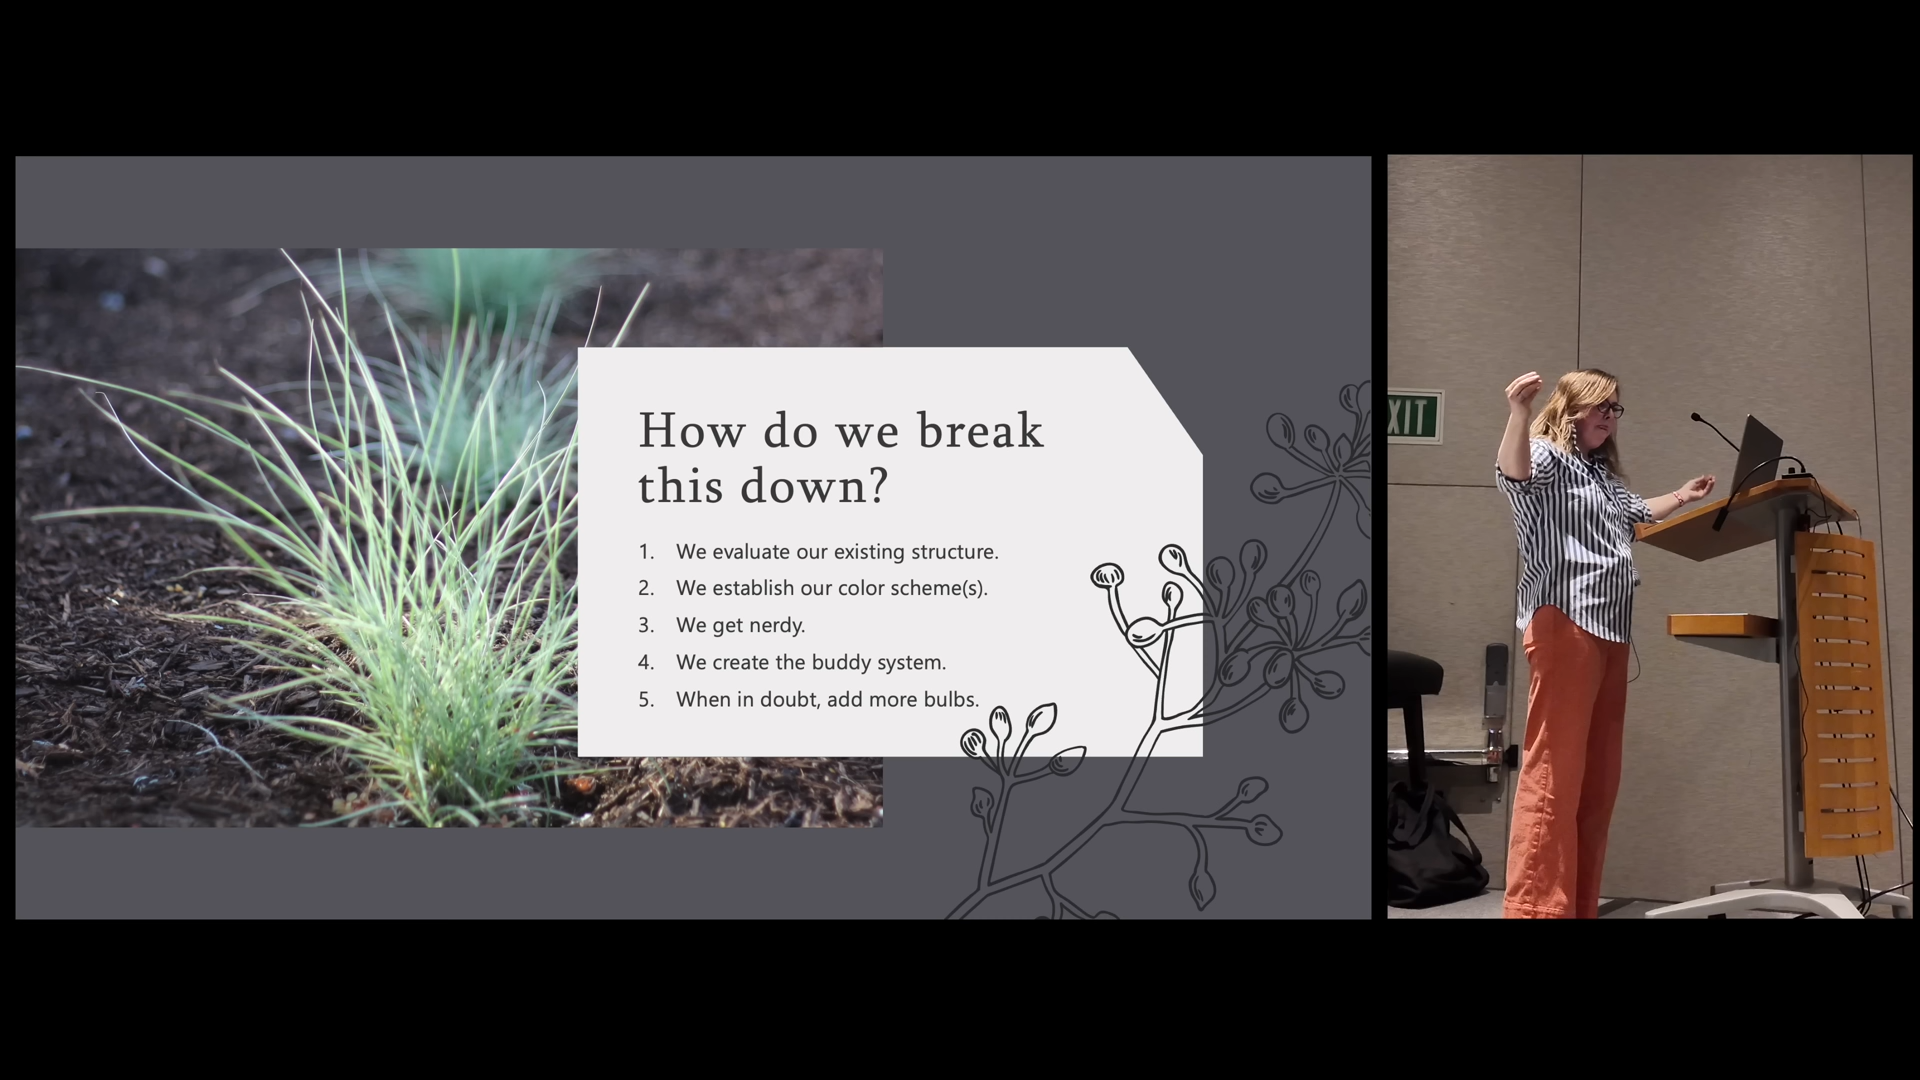 How do we break
this down?
1. We evaluate our existing structure.
2. We establish our color scheme(s).
3. We get nerdy.
4. We create the buddy system.
5. When in doubt, add more bulbs.
XIT